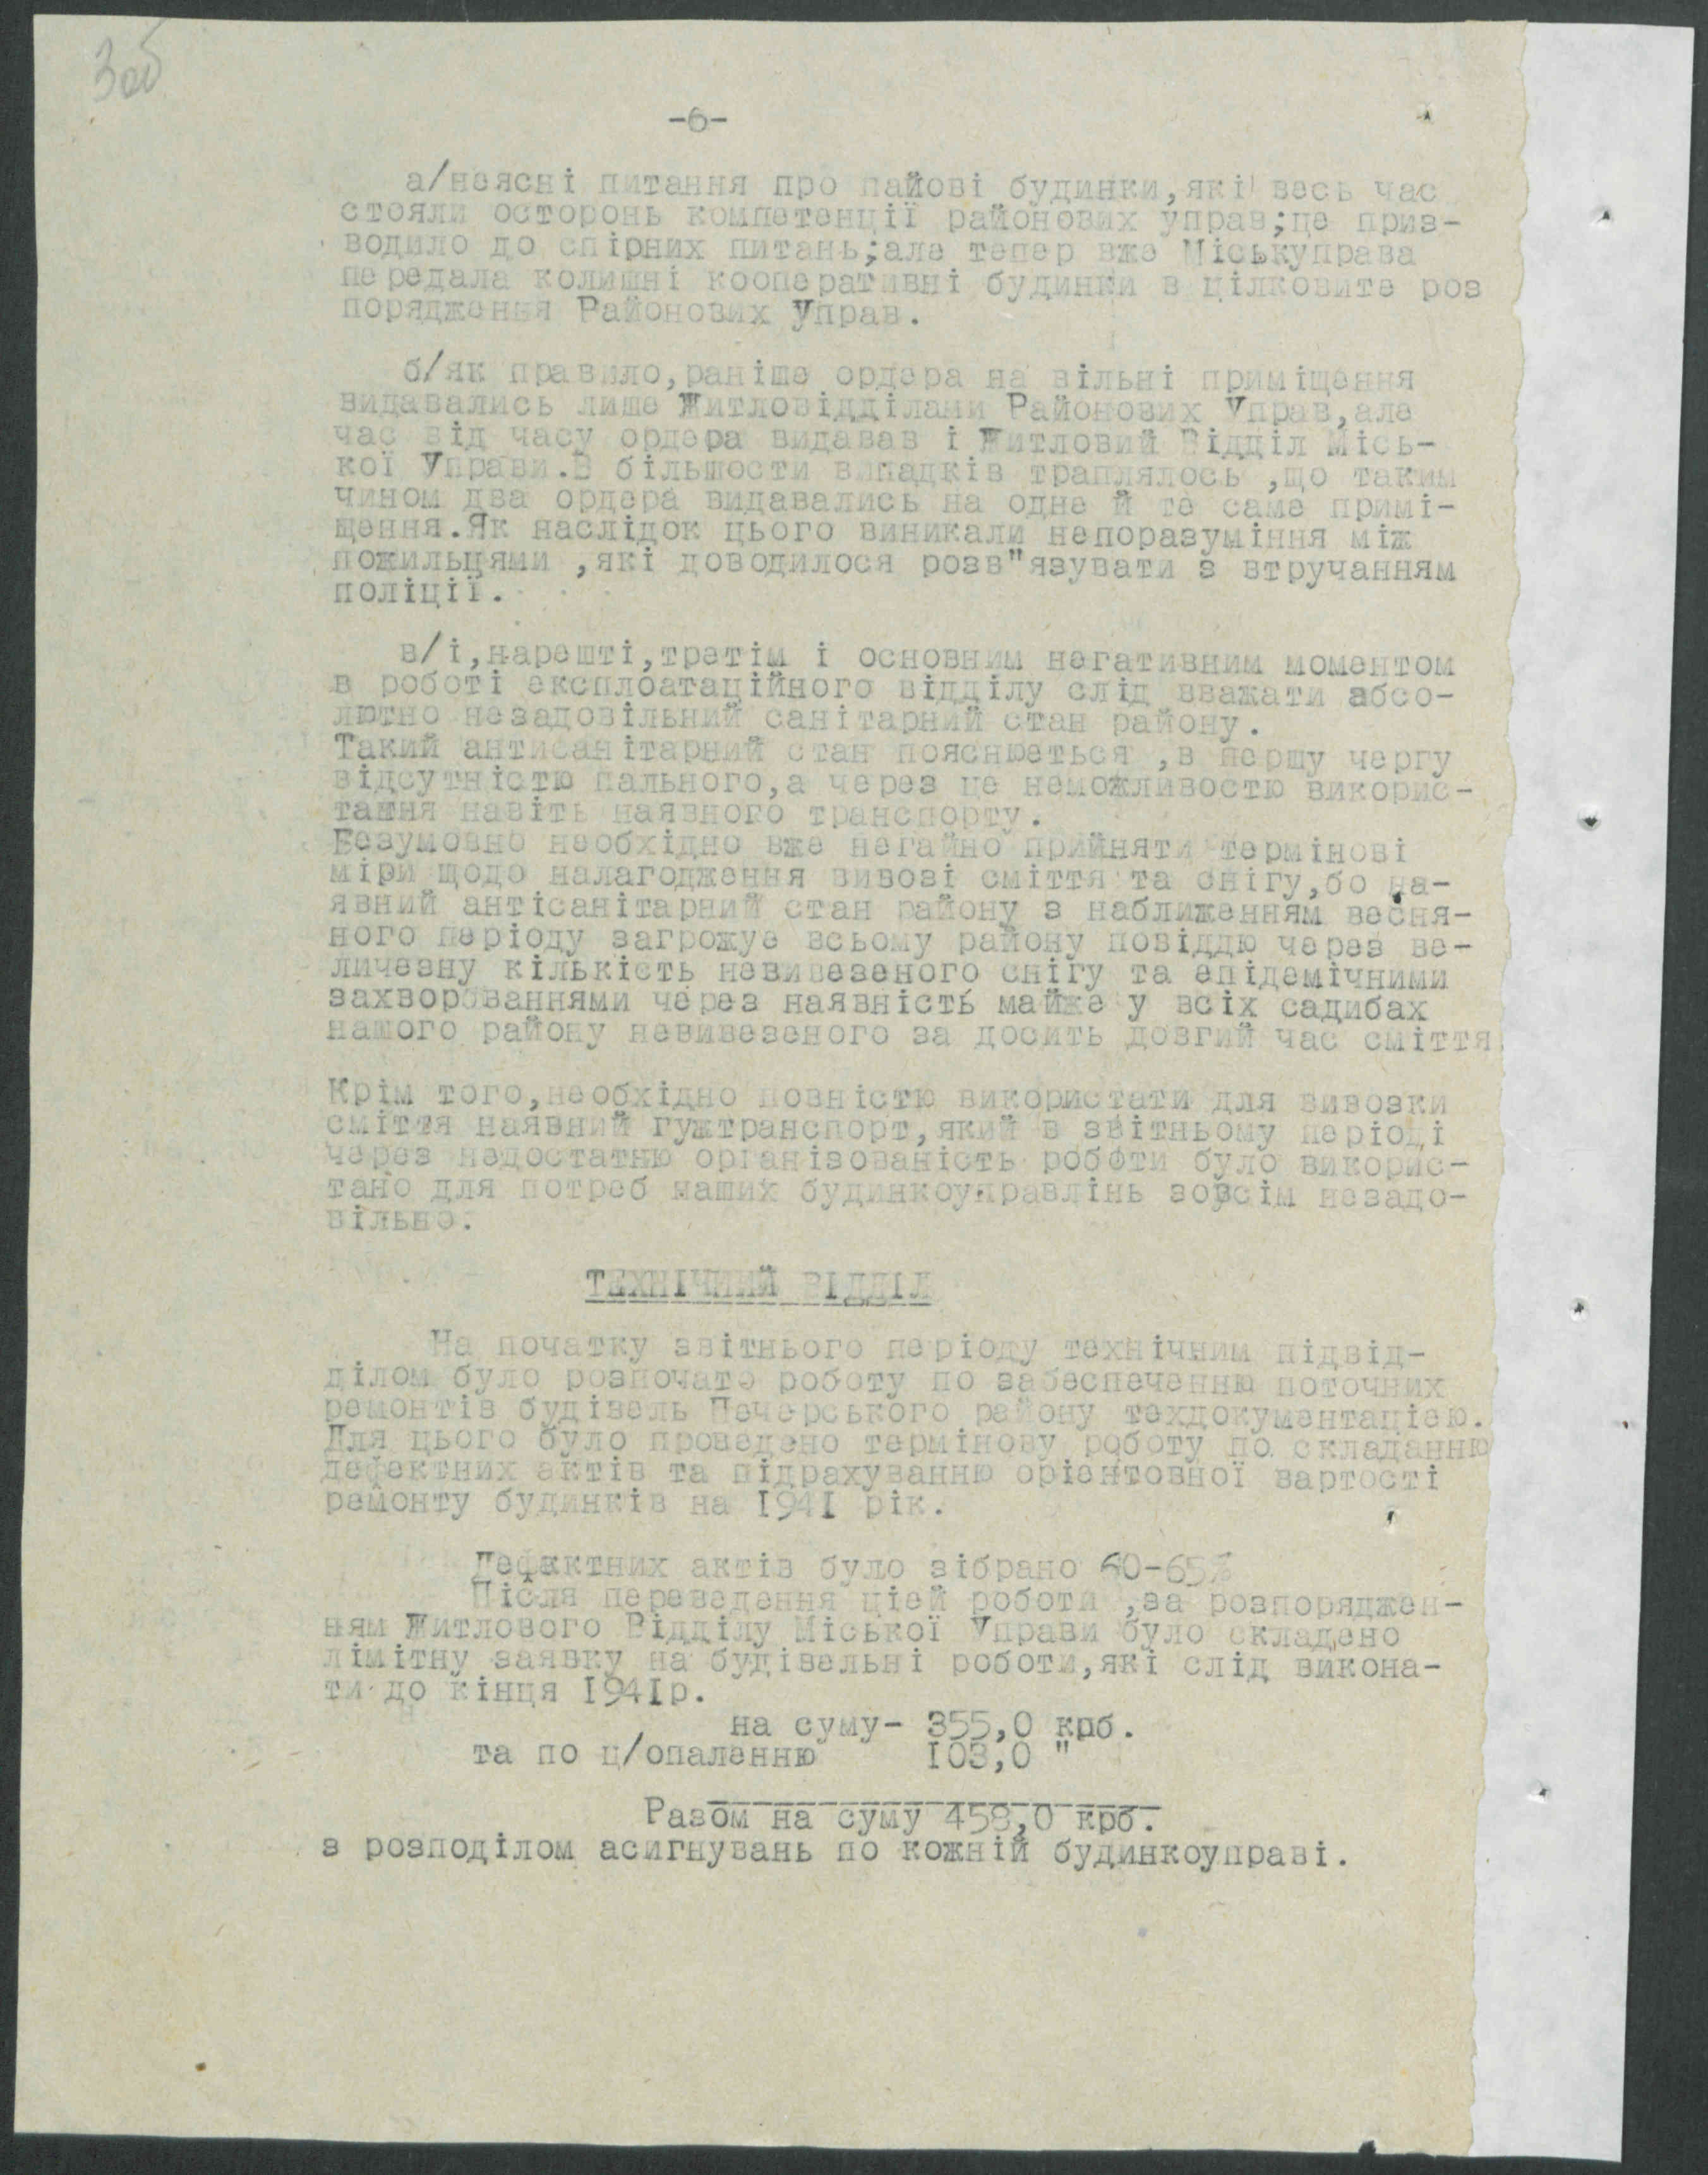 3об
-6-
а/неясні питання про пайові будинки,які весь час
стояли осторонь компетенції районових управ;це приз-
водило до спірних питань;але тепер вже Міськуправа
передала колишні кооперативні будинки в цілковите роз
порядження Районових Управ.
б/як правило,раніше ордера на вільні приміщення
видавались лише Житловідділами Районових Управ,але
час від часу ордера видавав і Житловий Відділ Місь-
кої Управи.В більшости випадків траплялось ,що таким
чином два ордера видавались на одне й те саме примі-
щення.Як наслідок цього виникали непоразуміння між
пожильцями ,які доводилося розв"язувати з втручанням
поліції.
в/і,нарешті,третім і основним негативним моментом
в роботі експлоатаційного відділу слід вважати абсо-
лютно незадовільний санітарний стан району.
Такий антисанітарний стан пояснюеться ,в першу чергу
відсутністю пального,а через це неможливостю викорис-
тання навіть наявного транспорту.
Безумовно необхідно вже негайно прийняти термінові
міри щодо налагодження вивозі сміття та снігу,бо на-
явний антісанітарний стан району з наближенням весня-
ного періоду загрожує всьому району повіддю через ве-
личезну кількість невивезеного снігу та епідемічними
захворованнями через наявність майже у всіх садибах
нашого району невивезеного за досить довгий час сміття
Крім того,необхідно повністю використати для вивозки
сміття наявний гужтранспорт,який в звітньому періоді
через недостатню організованість роботи було викорис-
тано для потреб наших будинкоуправлінь зовсім незадо-
вільно.
ТЕХНІЧНИЙ ВІДДІЛ
На початку звітнього періоду технічним підвід-
ділом було розпочато роботу по забеспеченню поточних
ремонтів будівель Печерського району техдокументацією.
Для цього було проведено термінову роботу по складанню
дефектних актів та підрахуванню орієнтовної вартості
ремонту будинків на 1941 рік.
Дефектних актів було зібрано 60-65%
Після переведення цієй роботи ,за розпоряджен-
ням Житлового Відділу Міської Управи було складено
лімітну заявку на будівельні роботи,які слід викона-
ти до кінця 1941р.
на суму- 355,0 крб.
та по ц/опаленню 103,0 "
Разом на суму 458,0 крб.
з розподілом асигнувань по кожній будинкоуправі.